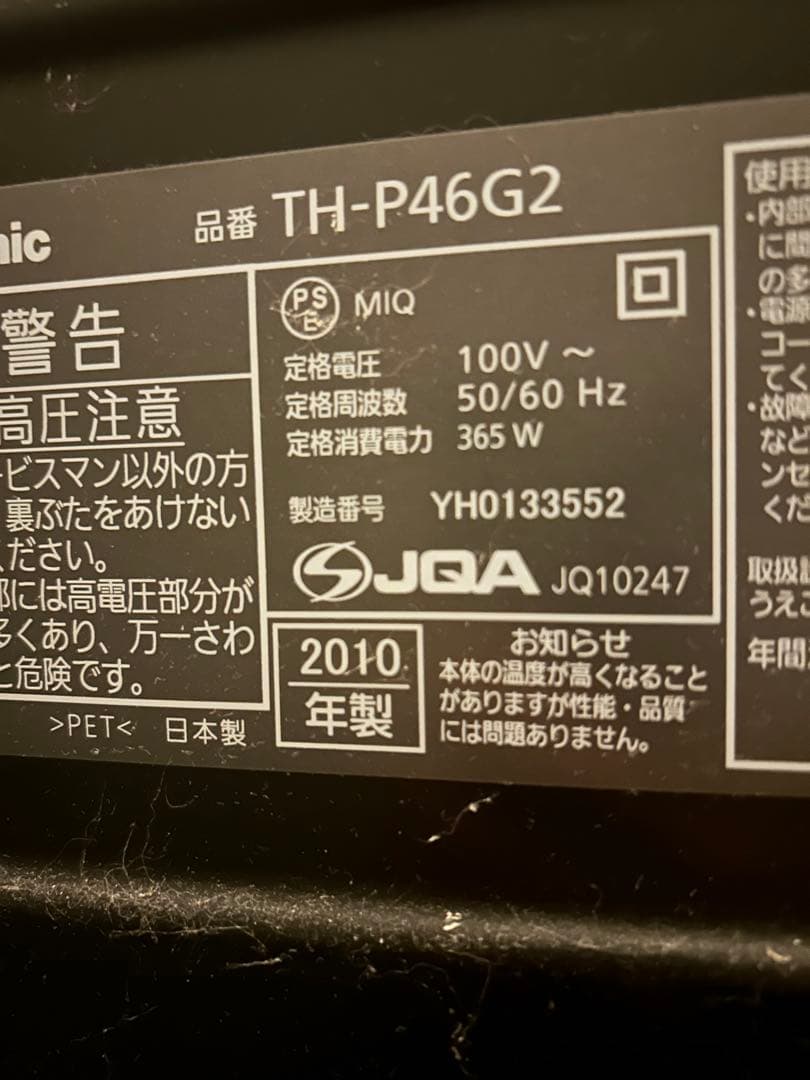 nic 品番 TH-P46G2
警告
高圧注意
ービスマン以外の方
裏ぶたをあけない
ください。
部には高電圧部分が
多くあり、万一さわ
と危険です。
>PET< 日本製
PS
E
MIQ
定格電圧 100V ～
定格周波数 50/60 Hz
定格消費電力 365 W
製造番号 YH0133552
JQA JQ10247
2010
年製
お知らせ
本体の温度が高くなること
がありますが性能・品質
には問題ありません。
使用
・内部
に間
の多
・電源
コー
てく
・故障
など
ンセ
くだ
取扱説
うえご
年間